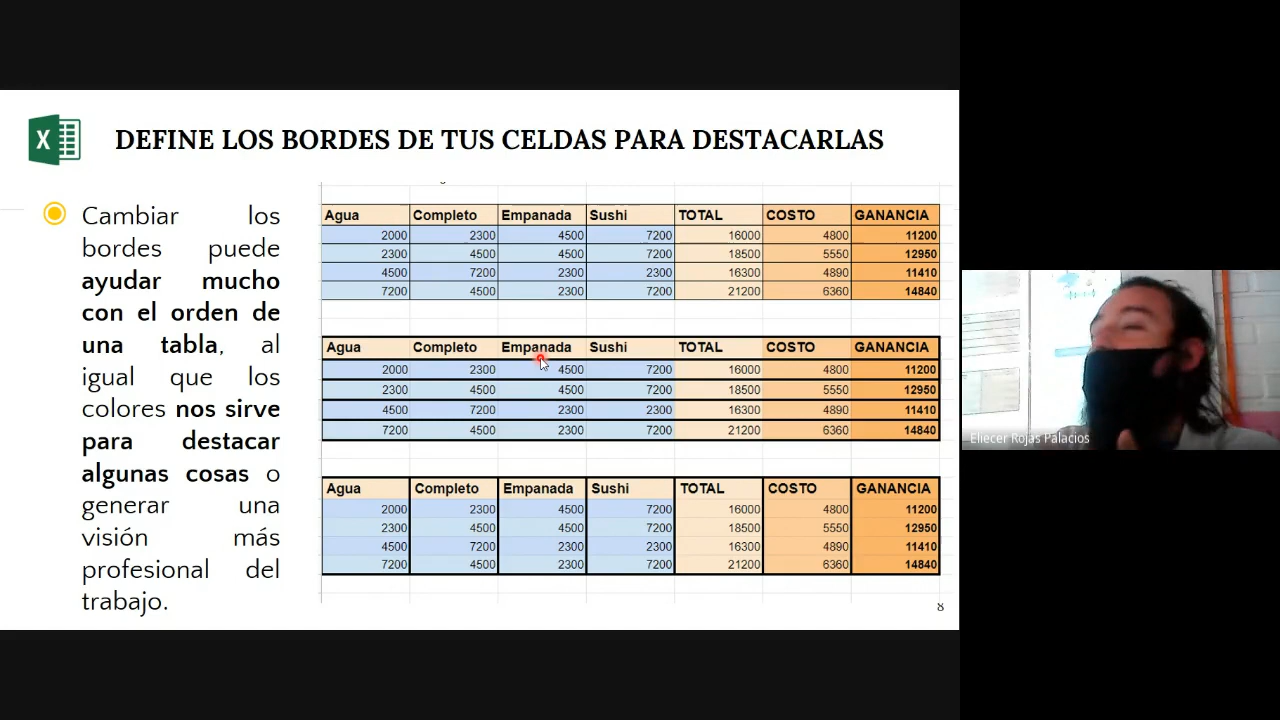 X
DEFINE LOS BORDES DE TUS CELDAS PARA DESTACARLAS
Cambiar los
bordes puede
ayudar mucho
con el orden de
una tabla, al
igual que los
colores nos sirve
para destacar
algunas cosas o
generar una
visión más
profesional del
trabajo.
Agua Completo Empanada Sushi TOTAL COSTO GANANCIA
2000 2300 4500 7200 16000 4800 11200
2300 4500 4500 7200 18500 5550 12950
4500 7200 2300 2300 16300 4890 11410
7200 4500 2300 7200 21200 6360 14840
Agua Completo Empanada Sushi TOTAL COSTO GANANCIA
2000 2300 4500 7200 16000 4800 11200
2300 4500 4500 7200 18500 5550 12950
4500 7200 2300 2300 16300 4890 11410
7200 4500 2300 7200 21200 6360 14840
Agua Completo Empanada Sushi TOTAL COSTO GANANCIA
2000 2300 4500 7200 16000 4800 11200
2300 4500 4500 7200 18500 5550 12950
4500 7200 2300 2300 16300 4890 11410
7200 4500 2300 7200 21200 6360 14840
8
Eliecer Rojas Palacios